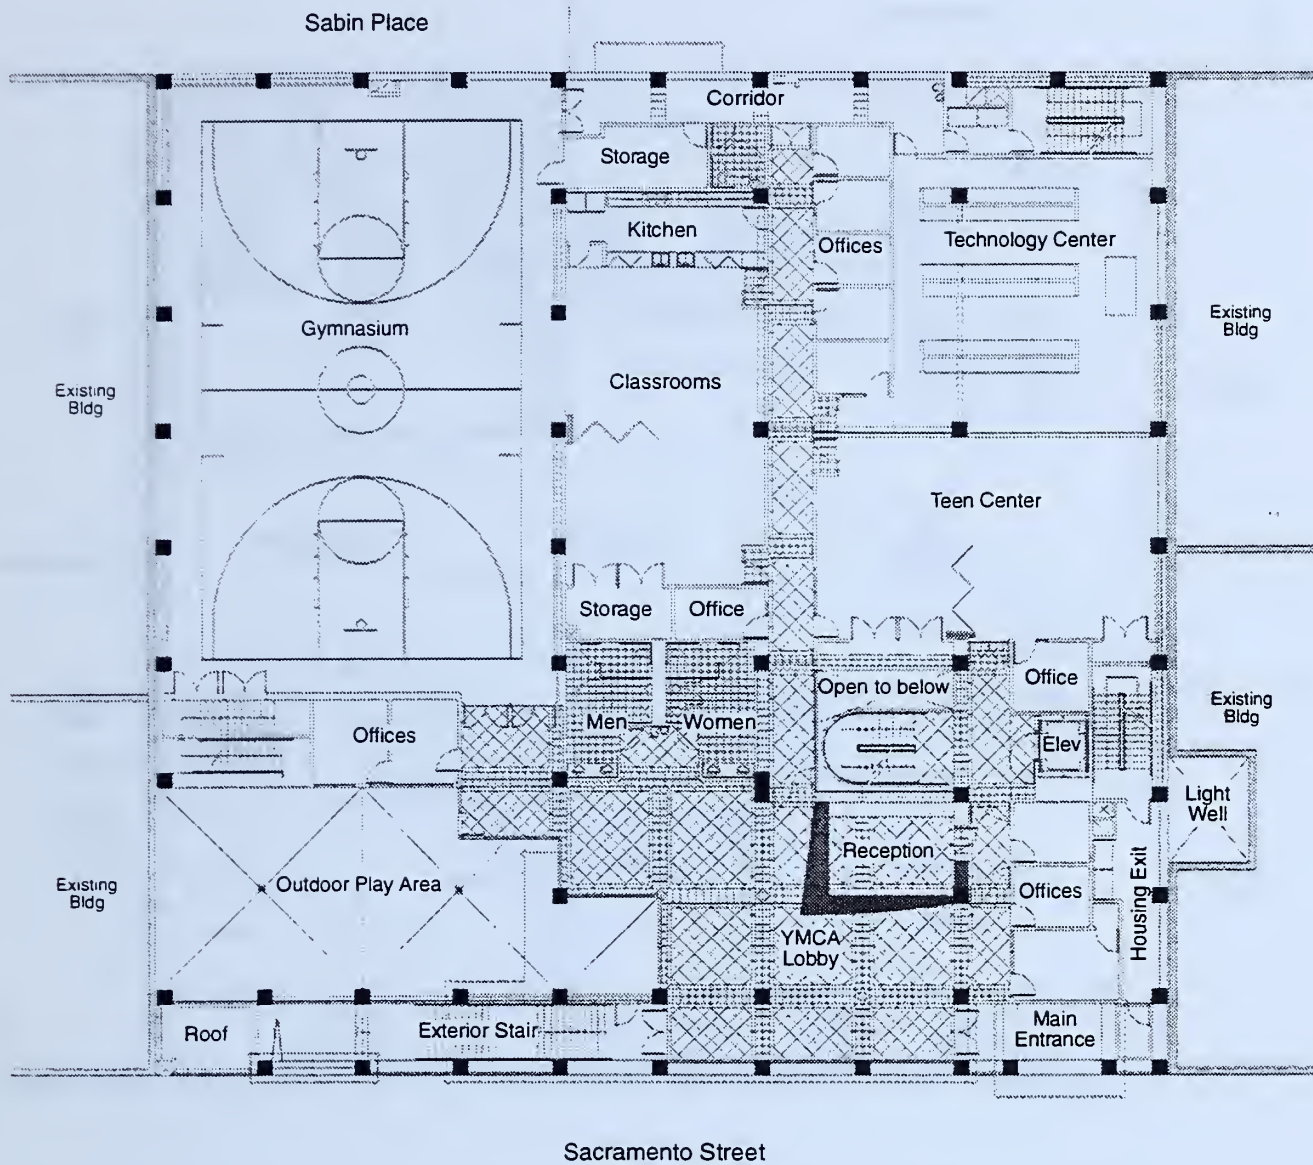 Sabin Place
Corridor
Storage
Kitchen
Offices
Technology Center
Gymnasium
Existing
Bldg
Classrooms
Existing
Bldg
Teen Center
Storage
Office
Office
Open to below
Existing
Bldg
Men
Women
Offices
Elev
Light
Well
Reception
Outdoor Play Area
Existing
Bldg
Offices
Housing Exit
YMCA
Lobby
Roof
Exterior Stair
Main
Entrance
Sacramento Street